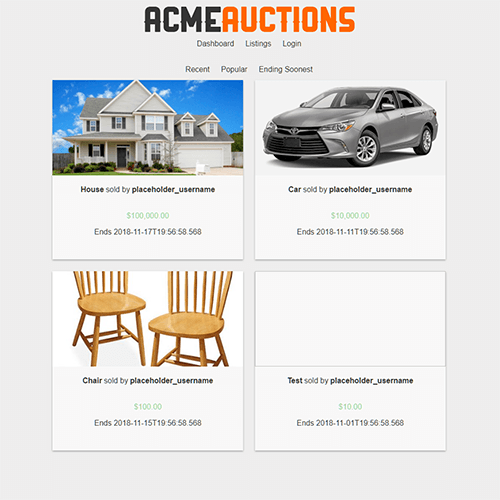 ACMEAUCTIONS
Dashboard Listings Login
Recent Popular Ending Soonest
House sold by placeholder_username
$100,000.00
Ends 2018-11-17T19:56:58.568
Car sold by placeholder_username
$10,000.00
Ends 2018-11-11T19:56:58.568
Chair sold by placeholder_username
$100.00
Ends 2018-11-15T19:56:58.568
Test sold by placeholder_username
$10.00
Ends 2018-11-01T19:56:58.568